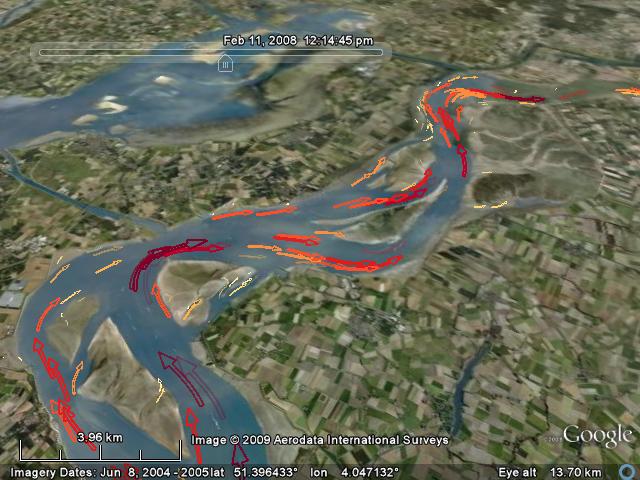 Feb 11, 2008 12:14:45 pm
3.96 km
Image © 2009 Aerodata International Surveys
Google
Imagery Dates: Jun 8, 2004 - 2005 lat 51.396433° lon 4.047132° Eye alt 13.70 km